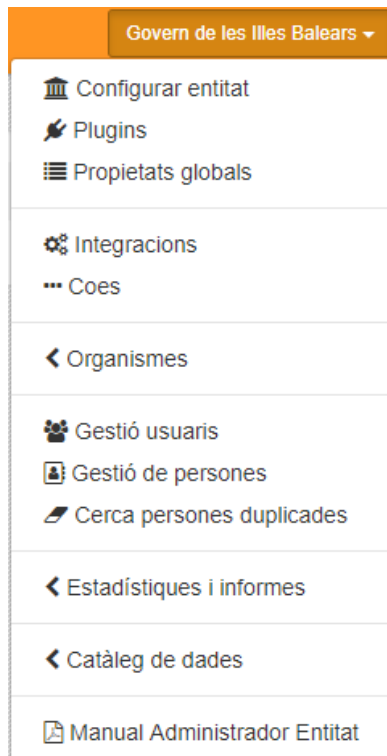 Govern de les Illes Balears
Configurar entitat
Plugins
Propietats globals
Integracions
Coes
Organismes
Gestió usuaris
Gestió de persones
Cerca persones duplicades
Estadístiques i informes
Catàleg de dades
Manual Administrador Entitat